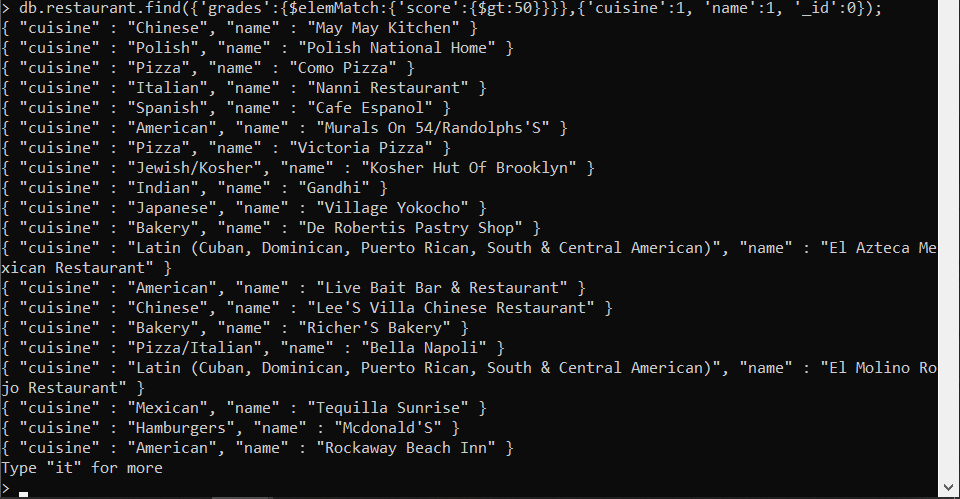 > db.restaurant.find({'grades':{$elemMatch:{'score':{$gt:50}}}},{'cuisine':1, 'name':1, '_id':0});
{ "cuisine" : "Chinese", "name" : "May May Kitchen" }
{ "cuisine" : "Polish", "name" : "Polish National Home" }
{ "cuisine" : "Pizza", "name" : "Como Pizza" }
{ "cuisine" : "Italian", "name" : "Nanni Restaurant" }
{ "cuisine" : "Spanish", "name" : "Cafe Espanol" }
{ "cuisine" : "American", "name" : "Murals On 54/Randolphs'S" }
{ "cuisine" : "Pizza", "name" : "Victoria Pizza" }
{ "cuisine" : "Jewish/Kosher", "name" : "Kosher Hut Of Brooklyn" }
{ "cuisine" : "Indian", "name" : "Gandhi" }
{ "cuisine" : "Japanese", "name" : "Village Yokocho" }
{ "cuisine" : "Bakery", "name" : "De Robertis Pastry Shop" }
{ "cuisine" : "Latin (Cuban, Dominican, Puerto Rican, South & Central American)", "name" : "El Azteca Me
xican Restaurant" }
{ "cuisine" : "American", "name" : "Live Bait Bar & Restaurant" }
{ "cuisine" : "Chinese", "name" : "Lee'S Villa Chinese Restaurant" }
{ "cuisine" : "Bakery", "name" : "Richer'S Bakery" }
{ "cuisine" : "Pizza/Italian", "name" : "Bella Napoli" }
{ "cuisine" : "Latin (Cuban, Dominican, Puerto Rican, South & Central American)", "name" : "El Molino Ro
jo Restaurant" }
{ "cuisine" : "Mexican", "name" : "Tequilla Sunrise" }
{ "cuisine" : "Hamburgers", "name" : "Mcdonald'S" }
{ "cuisine" : "American", "name" : "Rockaway Beach Inn" }
Type "it" for more
>